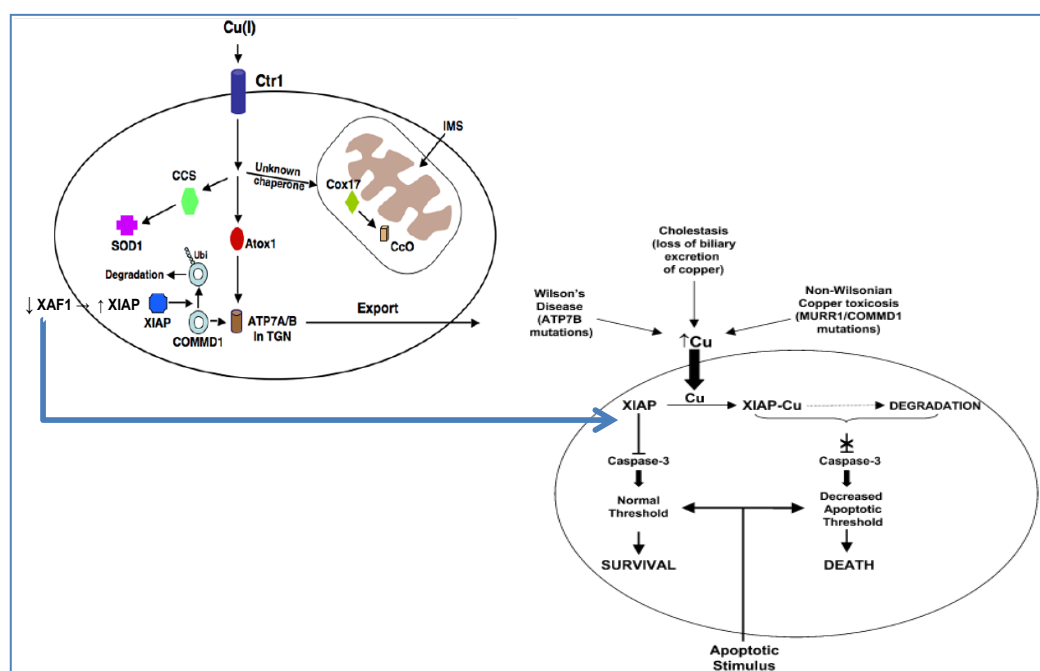 Cu(I)
Ctr1
IMS
Unknown
chaperone
CCS
Cox17
SOD1
Atox1
CcO
Ubi
Degradation
↓ XAF1 → ↑ XIAP
XIAP
COMMD1
ATP7A/B
In TGN
Export
Cholestasis
(loss of biliary
excretion
of copper)
Wilson's
Disease
(ATP7B
mutations)
Non-Wilsonian
Copper toxicosis
(MURR1/COMMD1
mutations)
↑Cu
Cu
XIAP
XIAP-Cu
DEGRADATION
Caspase-3
Caspase-3
Normal
Threshold
Decreased
Apoptotic
Threshold
SURVIVAL
DEATH
Apoptotic
Stimulus